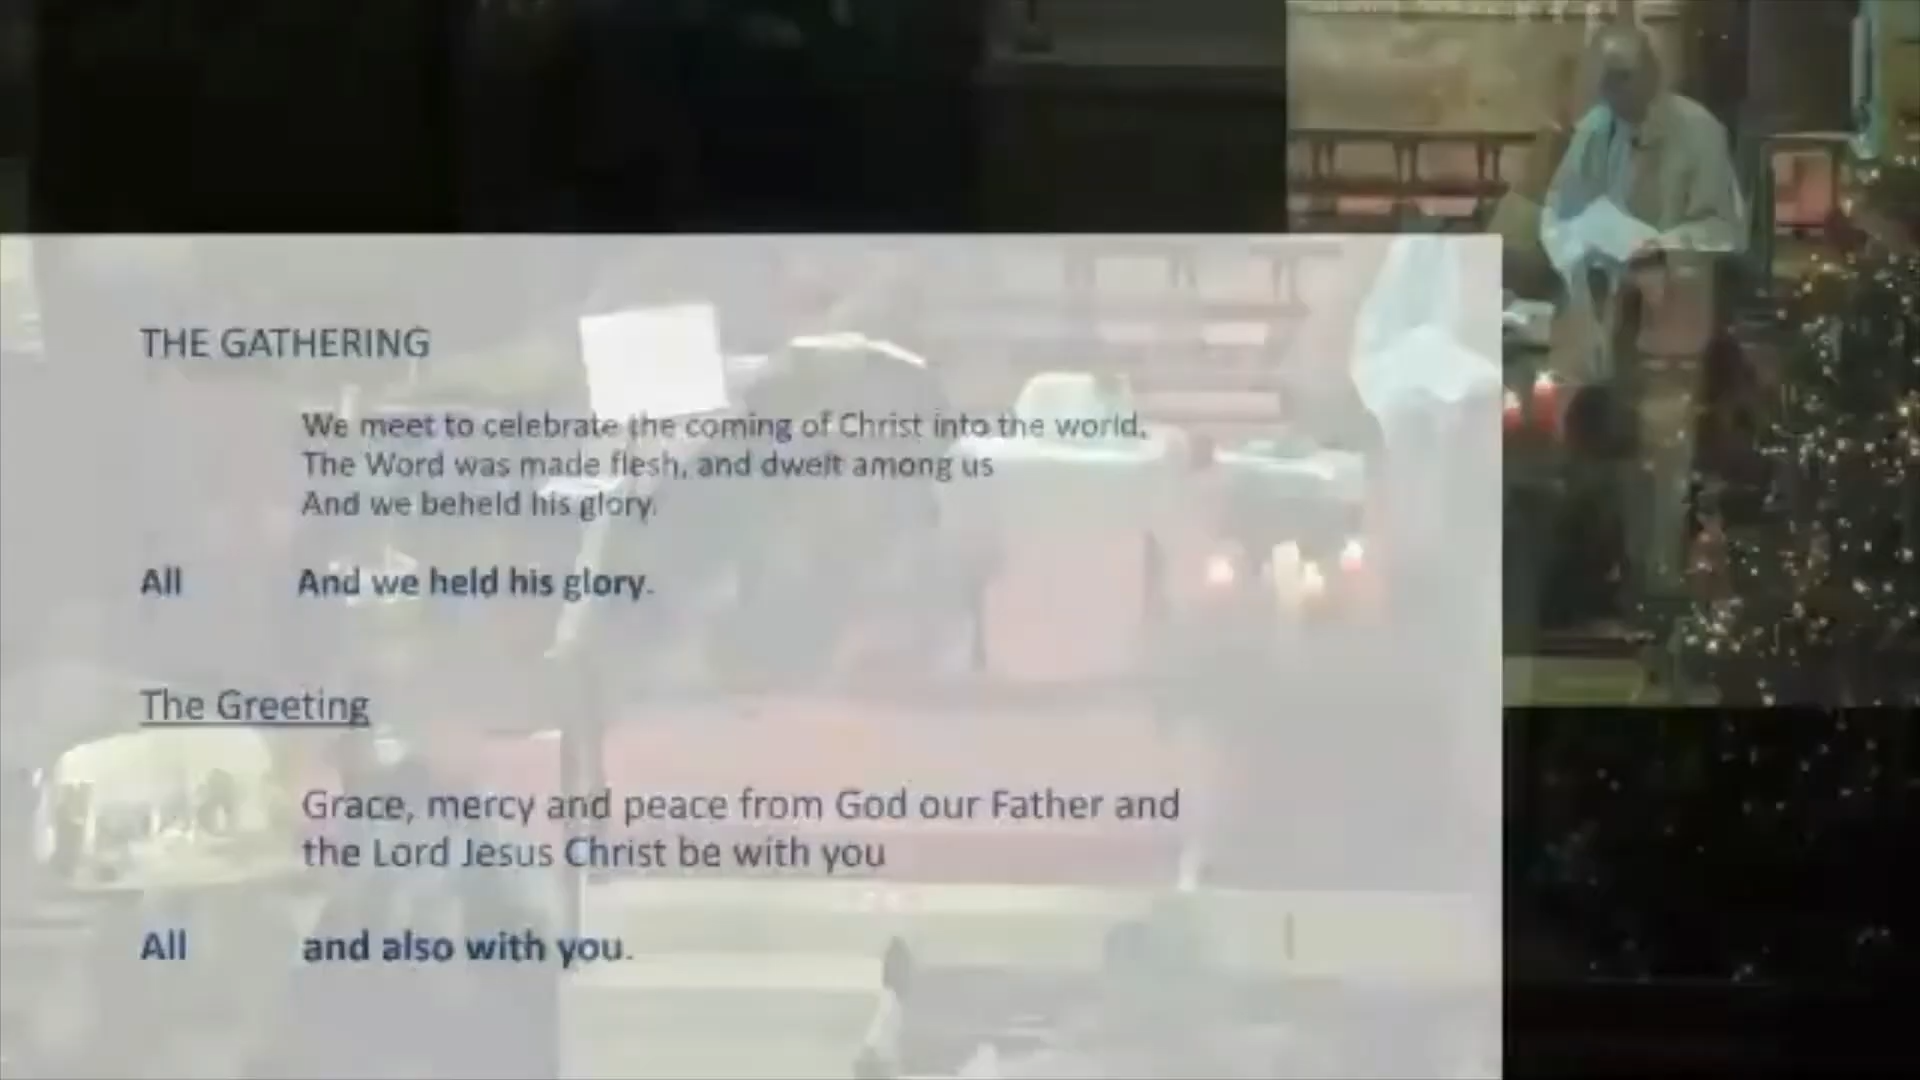 THE GATHERING
We meet to celebrate the coming of Christ into the world.
The Word was made flesh, and dwelt among us
And we beheld his glory.
All And we held his glory.
The Greeting
Grace, mercy and peace from God our Father and
the Lord Jesus Christ be with you
All and also with you.